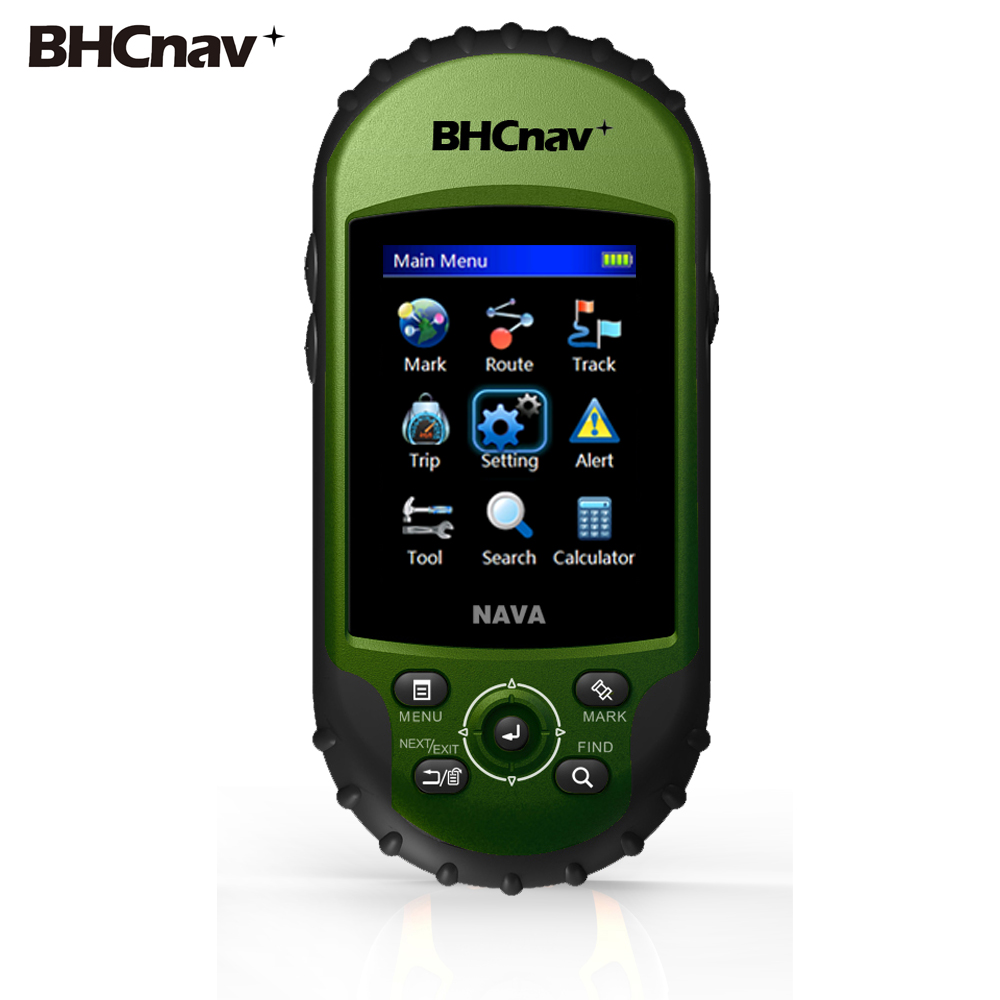 BHCnav
BHCnav
Main Menu
Mark Route Track
Trip Setting Alert
Tool Search Calculator
NAVA
MENU MARK
NEXT/EXIT FIND